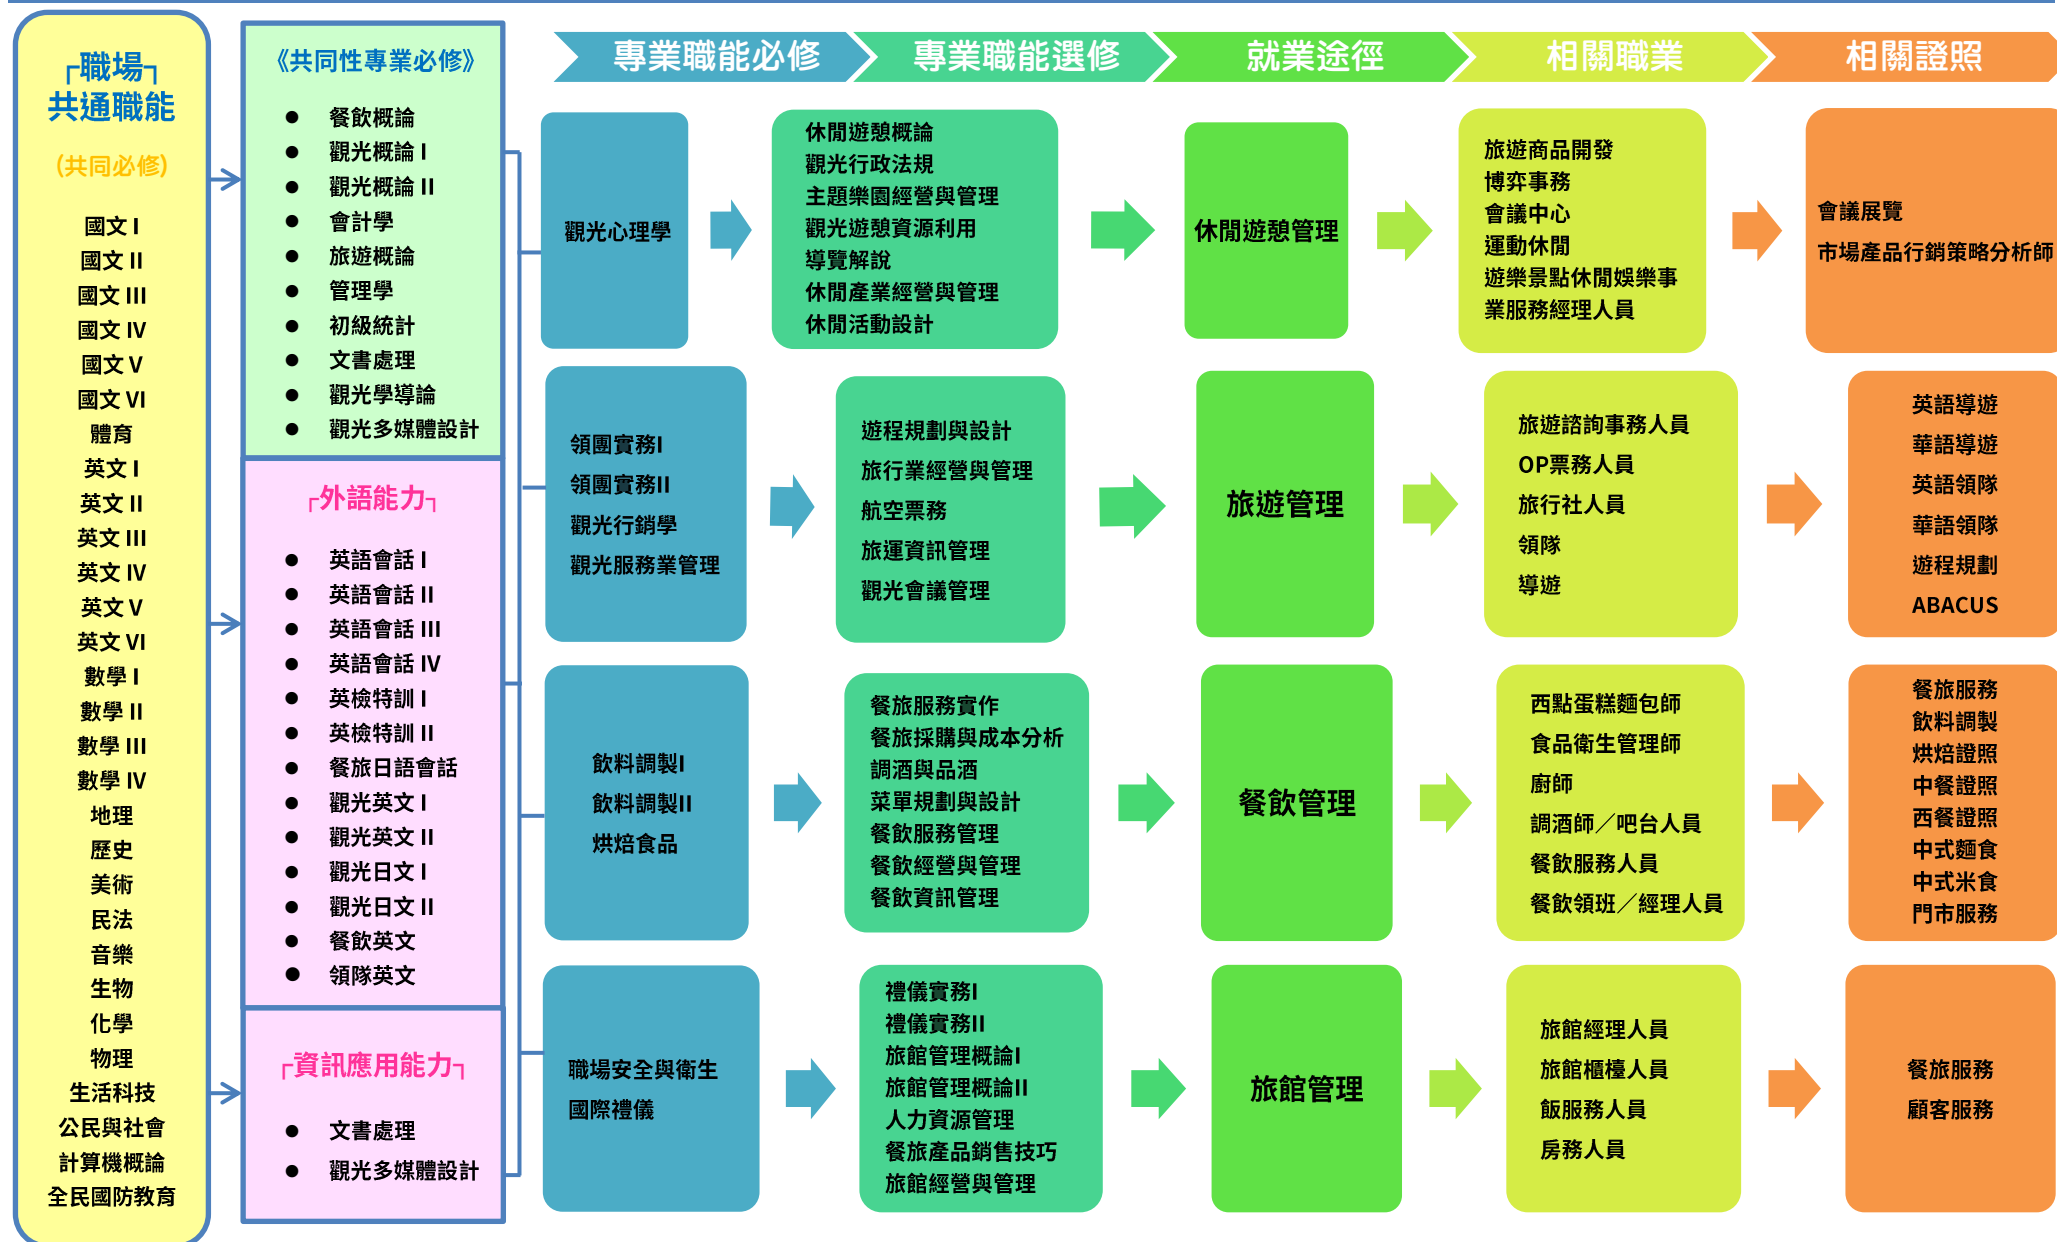 ┌職場┐
共通職能
(共同必修)
國文 I
國文 II
國文 III
國文 IV
國文 V
國文 VI
體育
英文 I
英文 II
英文 III
英文 IV
英文 V
英文 VI
數學 I
數學 II
數學 III
數學 IV
地理
歷史
美術
民法
音樂
生物
化學
物理
生活科技
公民與社會
計算機概論
全民國防教育
《共同性專業必修》
● 餐飲概論
● 觀光概論 I
● 觀光概論 II
● 會計學
● 旅遊概論
● 管理學
● 初級統計
● 文書處理
● 觀光學導論
● 觀光多媒體設計
┌外語能力┐
● 英語會話 I
● 英語會話 II
● 英語會話 III
● 英語會話 IV
● 英檢特訓 I
● 英檢特訓 II
● 餐旅日語會話
● 觀光英文 I
● 觀光英文 II
● 觀光日文 I
● 觀光日文 II
● 餐飲英文
● 領隊英文
┌資訊應用能力┐
● 文書處理
● 觀光多媒體設計
專業職能必修
專業職能選修
就業途徑
相關職業
相關證照
觀光心理學
休閒遊憩概論
觀光行政法規
主題樂園經營與管理
觀光遊憩資源利用
導覽解說
休閒產業經營與管理
休閒活動設計
休閒遊憩管理
旅遊商品開發
博弈事務
會議中心
運動休閒
遊樂景點休閒娛樂事
業服務經理人員
會議展覽
市場產品行銷策略分析師
領團實務I
領團實務II
觀光行銷學
觀光服務業管理
遊程規劃與設計
旅行業經營與管理
航空票務
旅運資訊管理
觀光會議管理
旅遊管理
旅遊諮詢事務人員
OP票務人員
旅行社人員
領隊
導遊
英語導遊
華語導遊
英語領隊
華語領隊
遊程規劃
ABACUS
飲料調製I
飲料調製II
烘焙食品
餐旅服務實作
餐旅採購與成本分析
調酒與品酒
菜單規劃與設計
餐飲服務管理
餐飲經營與管理
餐飲資訊管理
餐飲管理
西點蛋糕麵包師
食品衛生管理師
廚師
調酒師／吧台人員
餐飲服務人員
餐飲領班／經理人員
餐旅服務
飲料調製
烘焙證照
中餐證照
西餐證照
中式麵食
中式米食
門市服務
職場安全與衛生
國際禮儀
禮儀實務I
禮儀實務II
旅館管理概論I
旅館管理概論II
人力資源管理
餐旅產品銷售技巧
旅館經營與管理
旅館管理
旅館經理人員
旅館櫃檯人員
飯服務人員
房務人員
餐旅服務
顧客服務